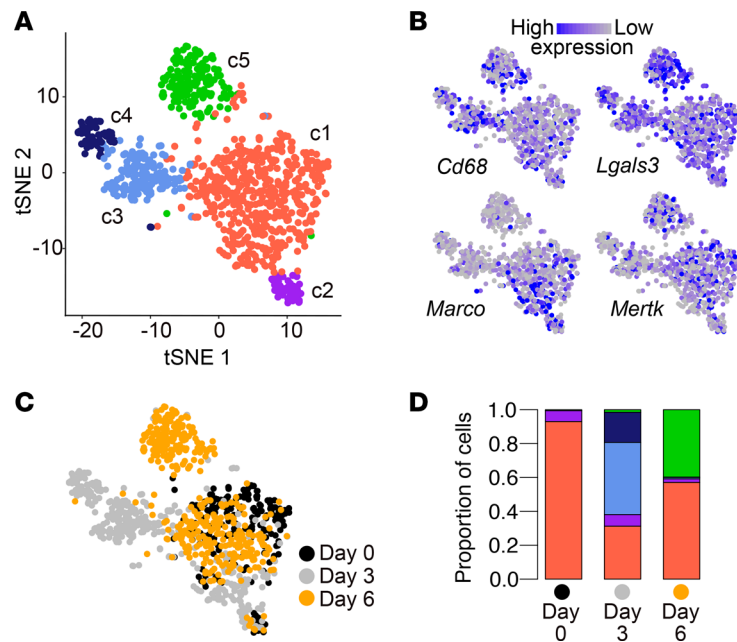 A
c5
c4
c1
c3
c2
10
0
-10
-20
-10
0
10
tSNE 2
tSNE 1
B
High Low
expression
Cd68
Lgals3
Marco
Mertk
C
Day 0
Day 3
Day 6
D
Proportion of cells
1.0
0.8
0.6
0.4
0.2
0.0
Day Day Day
0 3 6